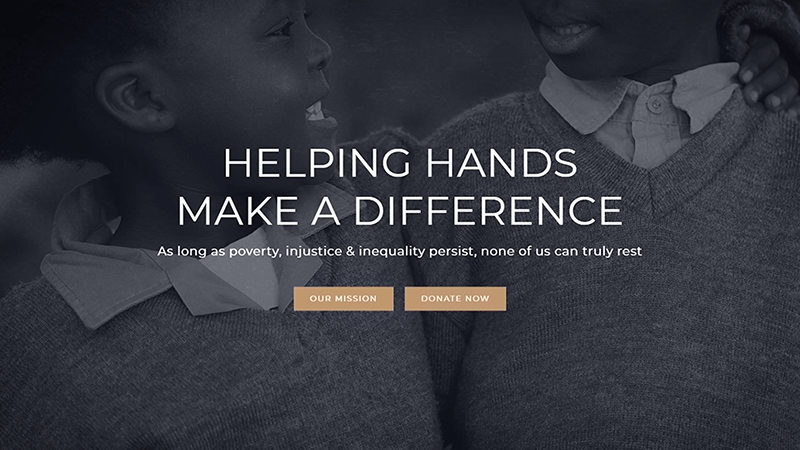 HELPING HANDS
MAKE A DIFFERENCE
As long as poverty, injustice & inequality persist, none of us can truly rest
OUR MISSION
DONATE NOW